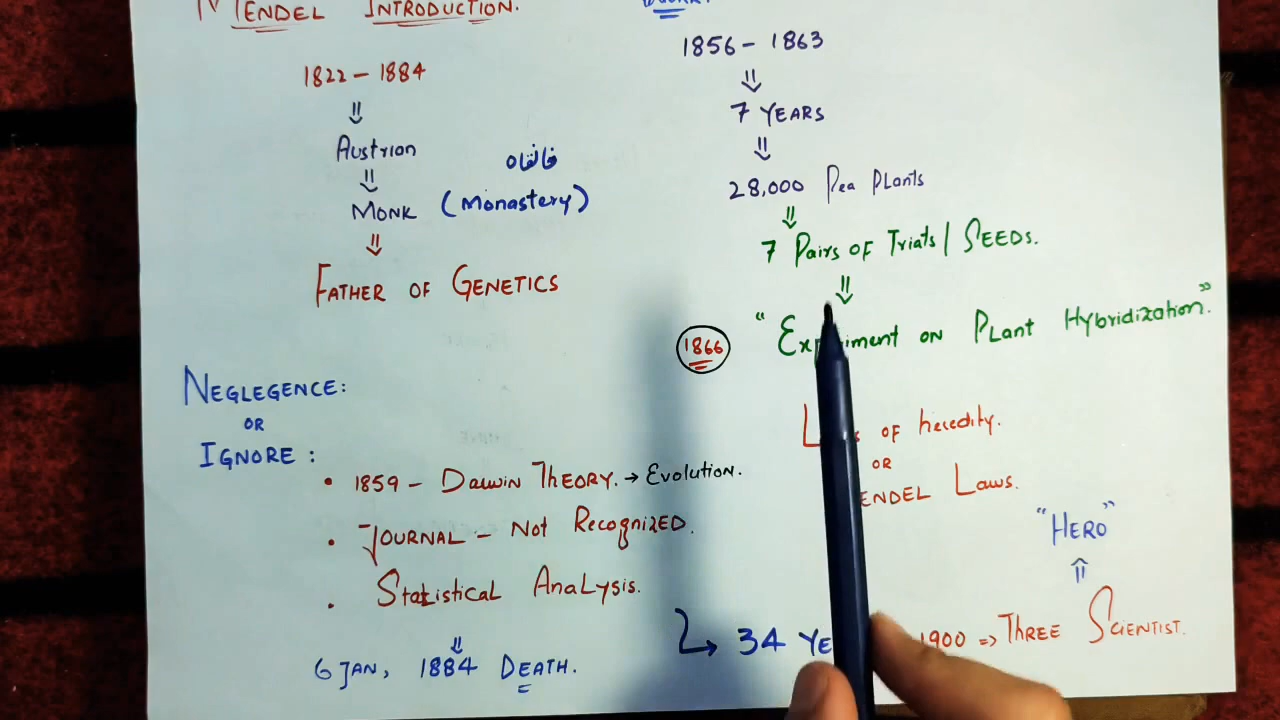 MENDEL INTRODUCTION.
1822 – 1884
⇓
Austrian
⇓
خانقاہ
MONK (Monastery)
⇓
FATHER OF GENETICS
NEGLEGENCE:
OR
IGNORE :
• 1859 – Darwin THEORY. → Evolution.
• JOURNAL – Not RecognizED.
• Statistical AnaLysis.
⇓
6 JAN, 1884 DEATH.
1856 – 1863
⇓
7 YEARS
⇓
28,000 Pea PLants
⇓
7 Pairs OF Triats / SEEDs.
⇓
1866
"Experiment ON PLant Hybridization".
OF heredity.
OR
MENDEL Laws.
"HERO"
⇑
↳ 34 YE 1900 => THREE SCIENTIST.